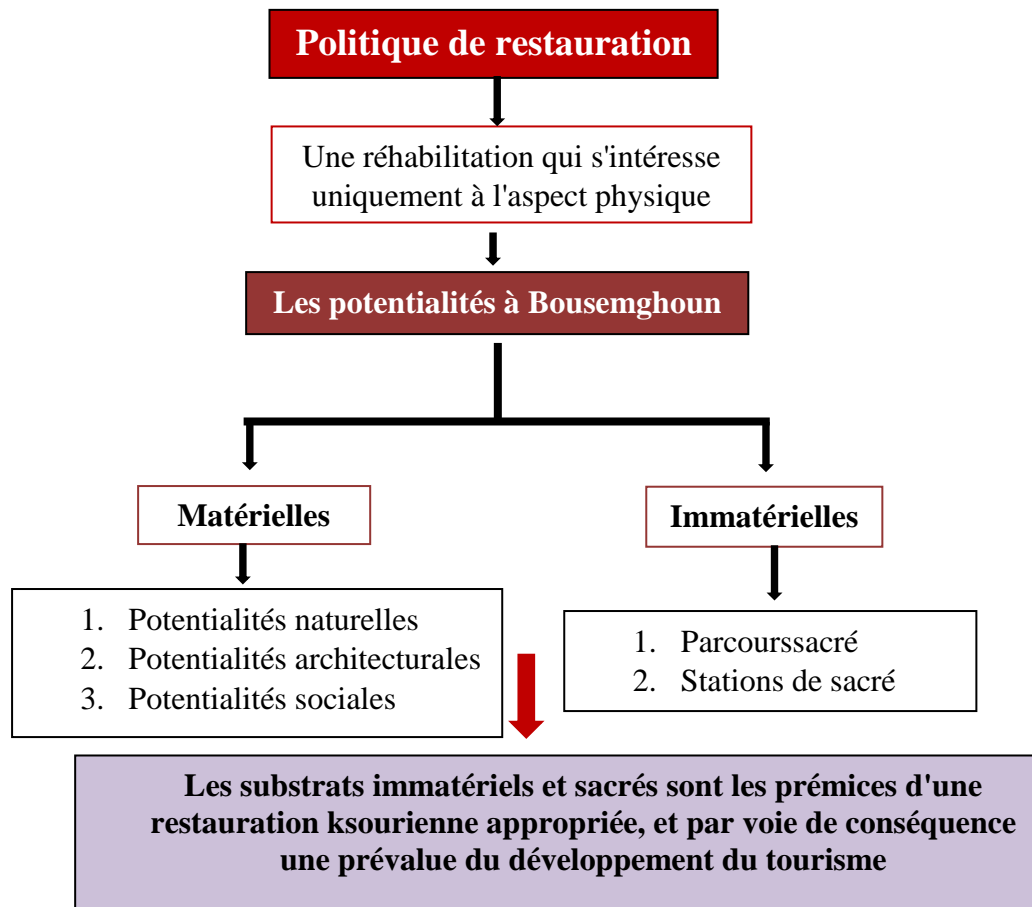 Politique de restauration
Une réhabilitation qui s'intéresse
uniquement à l'aspect physique
Les potentialités à Bousemghoun
Matérielles
Immatérielles
1. Potentialités naturelles
2. Potentialités architecturales
3. Potentialités sociales
1. Parcourssacré
2. Stations de sacré
Les substrats immatériels et sacrés sont les prémices d'une
restauration ksourienne appropriée, et par voie de conséquence
une prévalue du développement du tourisme